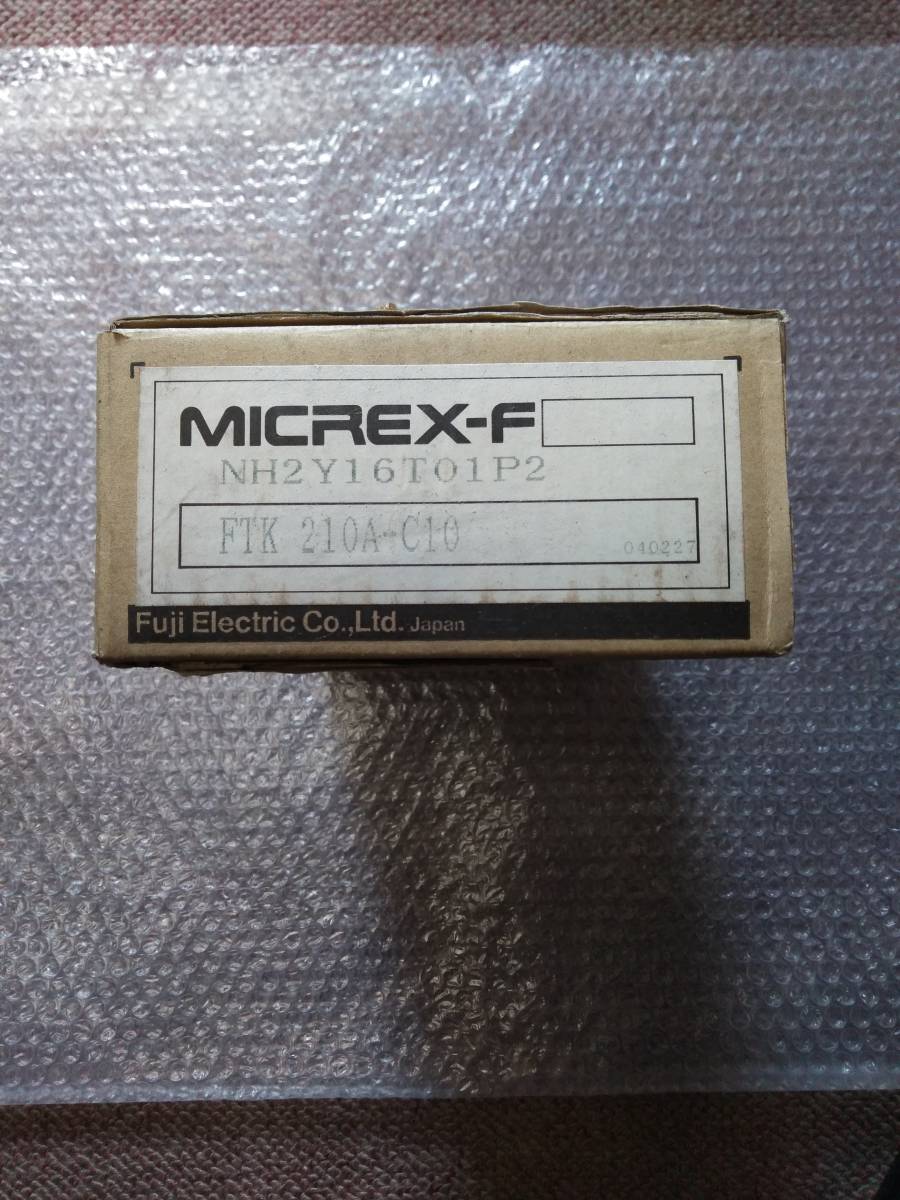 MICREX-F
NH2Y16T01P2
FTK 210A-C10
040227
Fuji Electric Co.,Ltd. Japan